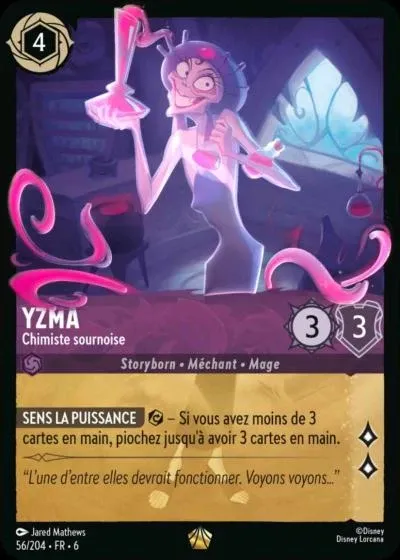 4
YZMA
Chimiste sournoise
3
3
Storyborn • Méchant • Mage
SENS LA PUISSANCE – Si vous avez moins de 3
cartes en main, piochez jusqu'à avoir 3 cartes en main.
“L'une d'entre elles devrait fonctionner. Voyons voyons...”
Jared Mathews
56/204 • FR • 6
©Disney
Disney Lorcana